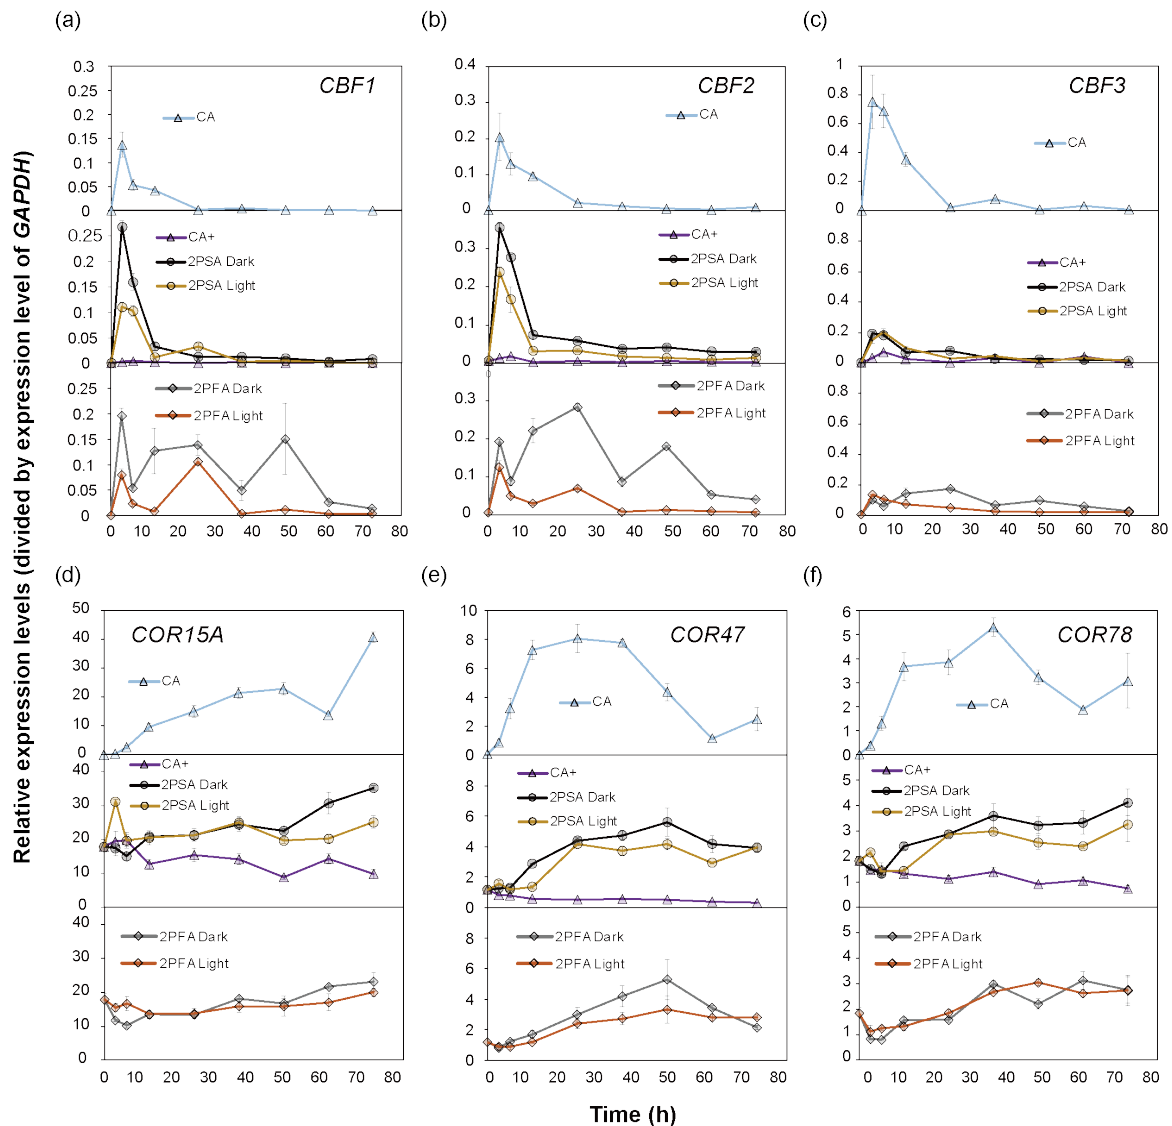 (a)
(b)
(c)
Relative expression levels (divided by expression level of GAPDH)
0.3
0.25
0.2
0.15
0.1
0.05
0
CBF1
CA
0.25
0.2
0.15
0.1
0.05
0
CA+
2PSA Dark
2PSA Light
0.25
0.2
0.15
0.1
0.05
0
2PFA Dark
2PFA Light
0 10 20 30 40 50 60 70 80
0.4
0.3
0.2
0.1
0
CBF2
CA
0.3
0.2
0.1
0
CA+
2PSA Dark
2PSA Light
0
0.3
0.2
0.1
0
2PFA Dark
2PFA Light
0 10 20 30 40 50 60 70 80
1
0.8
0.6
0.4
0.2
0
CBF3
CA
0.8
0.6
0.4
0.2
0
CA+
2PSA Dark
2PSA Light
0.8
0.6
0.4
0.2
0
2PFA Dark
2PFA Light
0 10 20 30 40 50 60 70 80
(d)
(e)
(f)
50
40
30
20
10
0
COR15A
CA
40
30
20
10
0
CA+
2PSA Dark
2PSA Light
40
30
20
10
0
2PFA Dark
2PFA Light
0 10 20 30 40 50 60 70 80
10
8
6
4
2
0
COR47
CA
8
6
4
2
0
CA+
2PSA Dark
2PSA Light
8
6
4
2
0
2PFA Dark
2PFA Light
0 10 20 30 40 50 60 70 80
6
5
4
3
2
1
0
COR78
CA
5
4
3
2
1
0
CA+
2PSA Dark
2PSA Light
5
4
3
2
1
0
2PFA Dark
2PFA Light
0 10 20 30 40 50 60 70 80
Time (h)